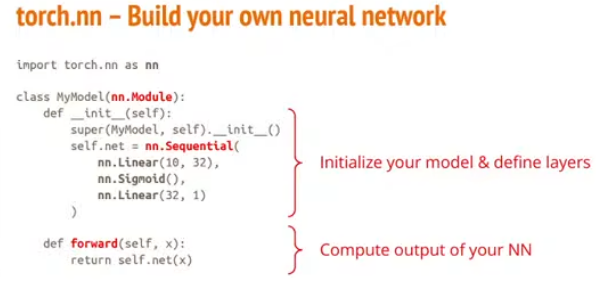 torch.nn – Build your own neural network
import torch.nn as nn
class MyModel(nn.Module):
    def __init__(self):
        super(MyModel, self).__init__()
        self.net = nn.Sequential(
            nn.Linear(10, 32),
            nn.Sigmoid(),
            nn.Linear(32, 1)
        )
Initialize your model & define layers
    def forward(self, x):
        return self.net(x)
Compute output of your NN